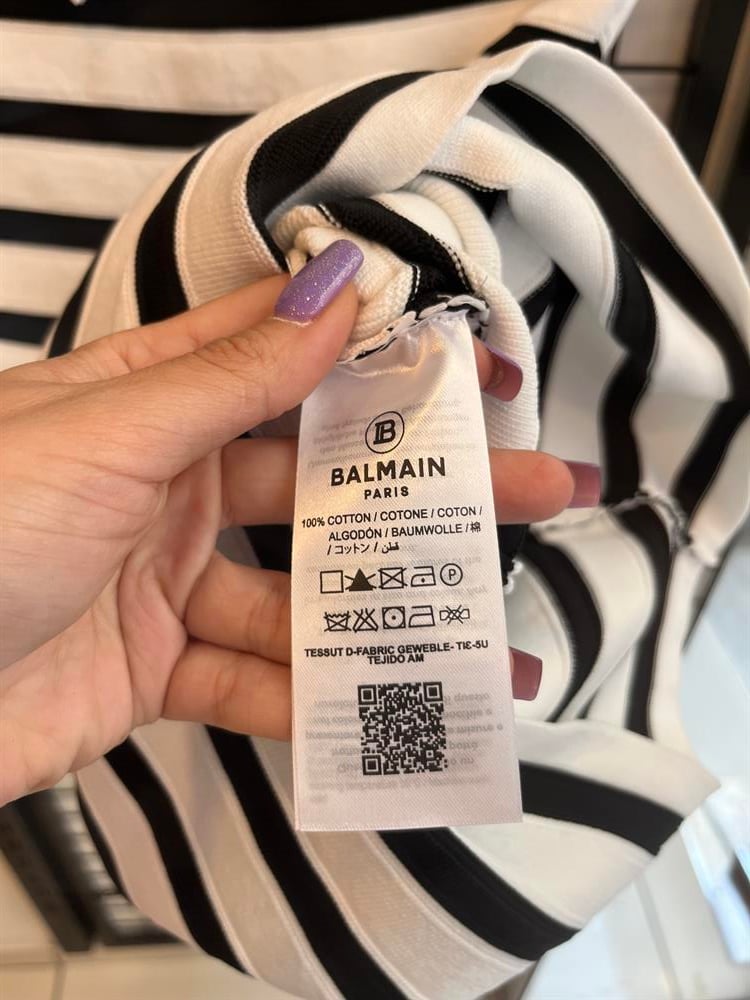 B
BALMAIN
PARIS
100% COTTON / COTONE / COTON /
ALGODÓN / BAUMWOLLE / 棉
/ コットン / قطن
P
TESSUT D-FABRIC GEWEBLE- TIƐ-5U
TEJIDO AM